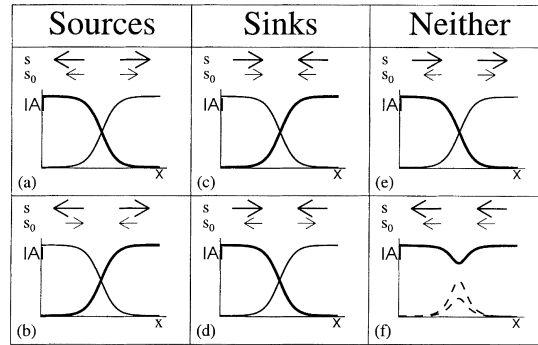 Sources Sinks Neither
s s s
s0 s0 s0
|A| |A| |A|
x x x
(a) (c) (e)
s s s
s0 s0 s0
|A| |A| |A|
x x x
(b) (d) (f)